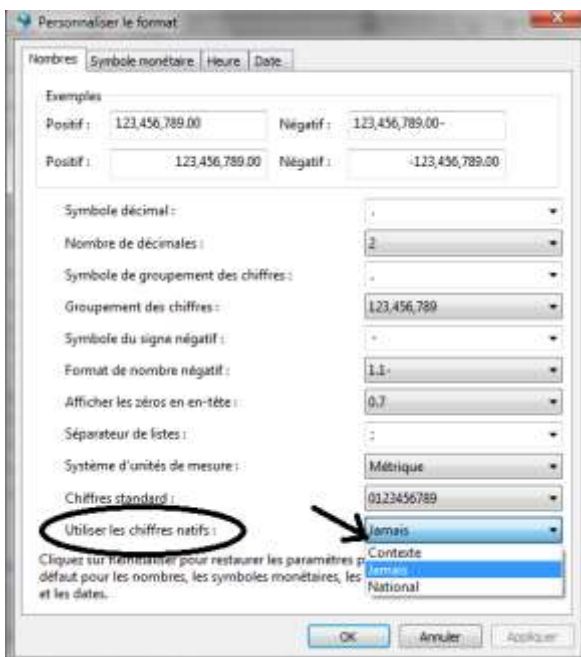 Personnaliser le format
Nombres Symbole monétaire Heure Date
Exemples
Positif : 123,456,789.00 Négatif : 123,456,789.00-
Positif : 123,456,789.00 Négatif : -123,456,789.00
Symbole décimal : .
Nombre de décimales : 2
Symbole de groupement des chiffres :
Groupement des chiffres : 123,456,789
Symbole du signe négatif : -
Format de nombre négatif : 1.1-
Afficher les zéros en en-tête : 0.7
Séparateur de listes :
Système d'unités de mesure : Métrique
Chiffres standard : 0123456789
Utiliser les chiffres natifs : Jamais
Contexte
Jamais
National
Cliquez sur Réinitialiser pour restaurer les paramètres p
défaut pour les nombres, les symboles monétaires, les
et les dates.
OK Annuler Appliquer